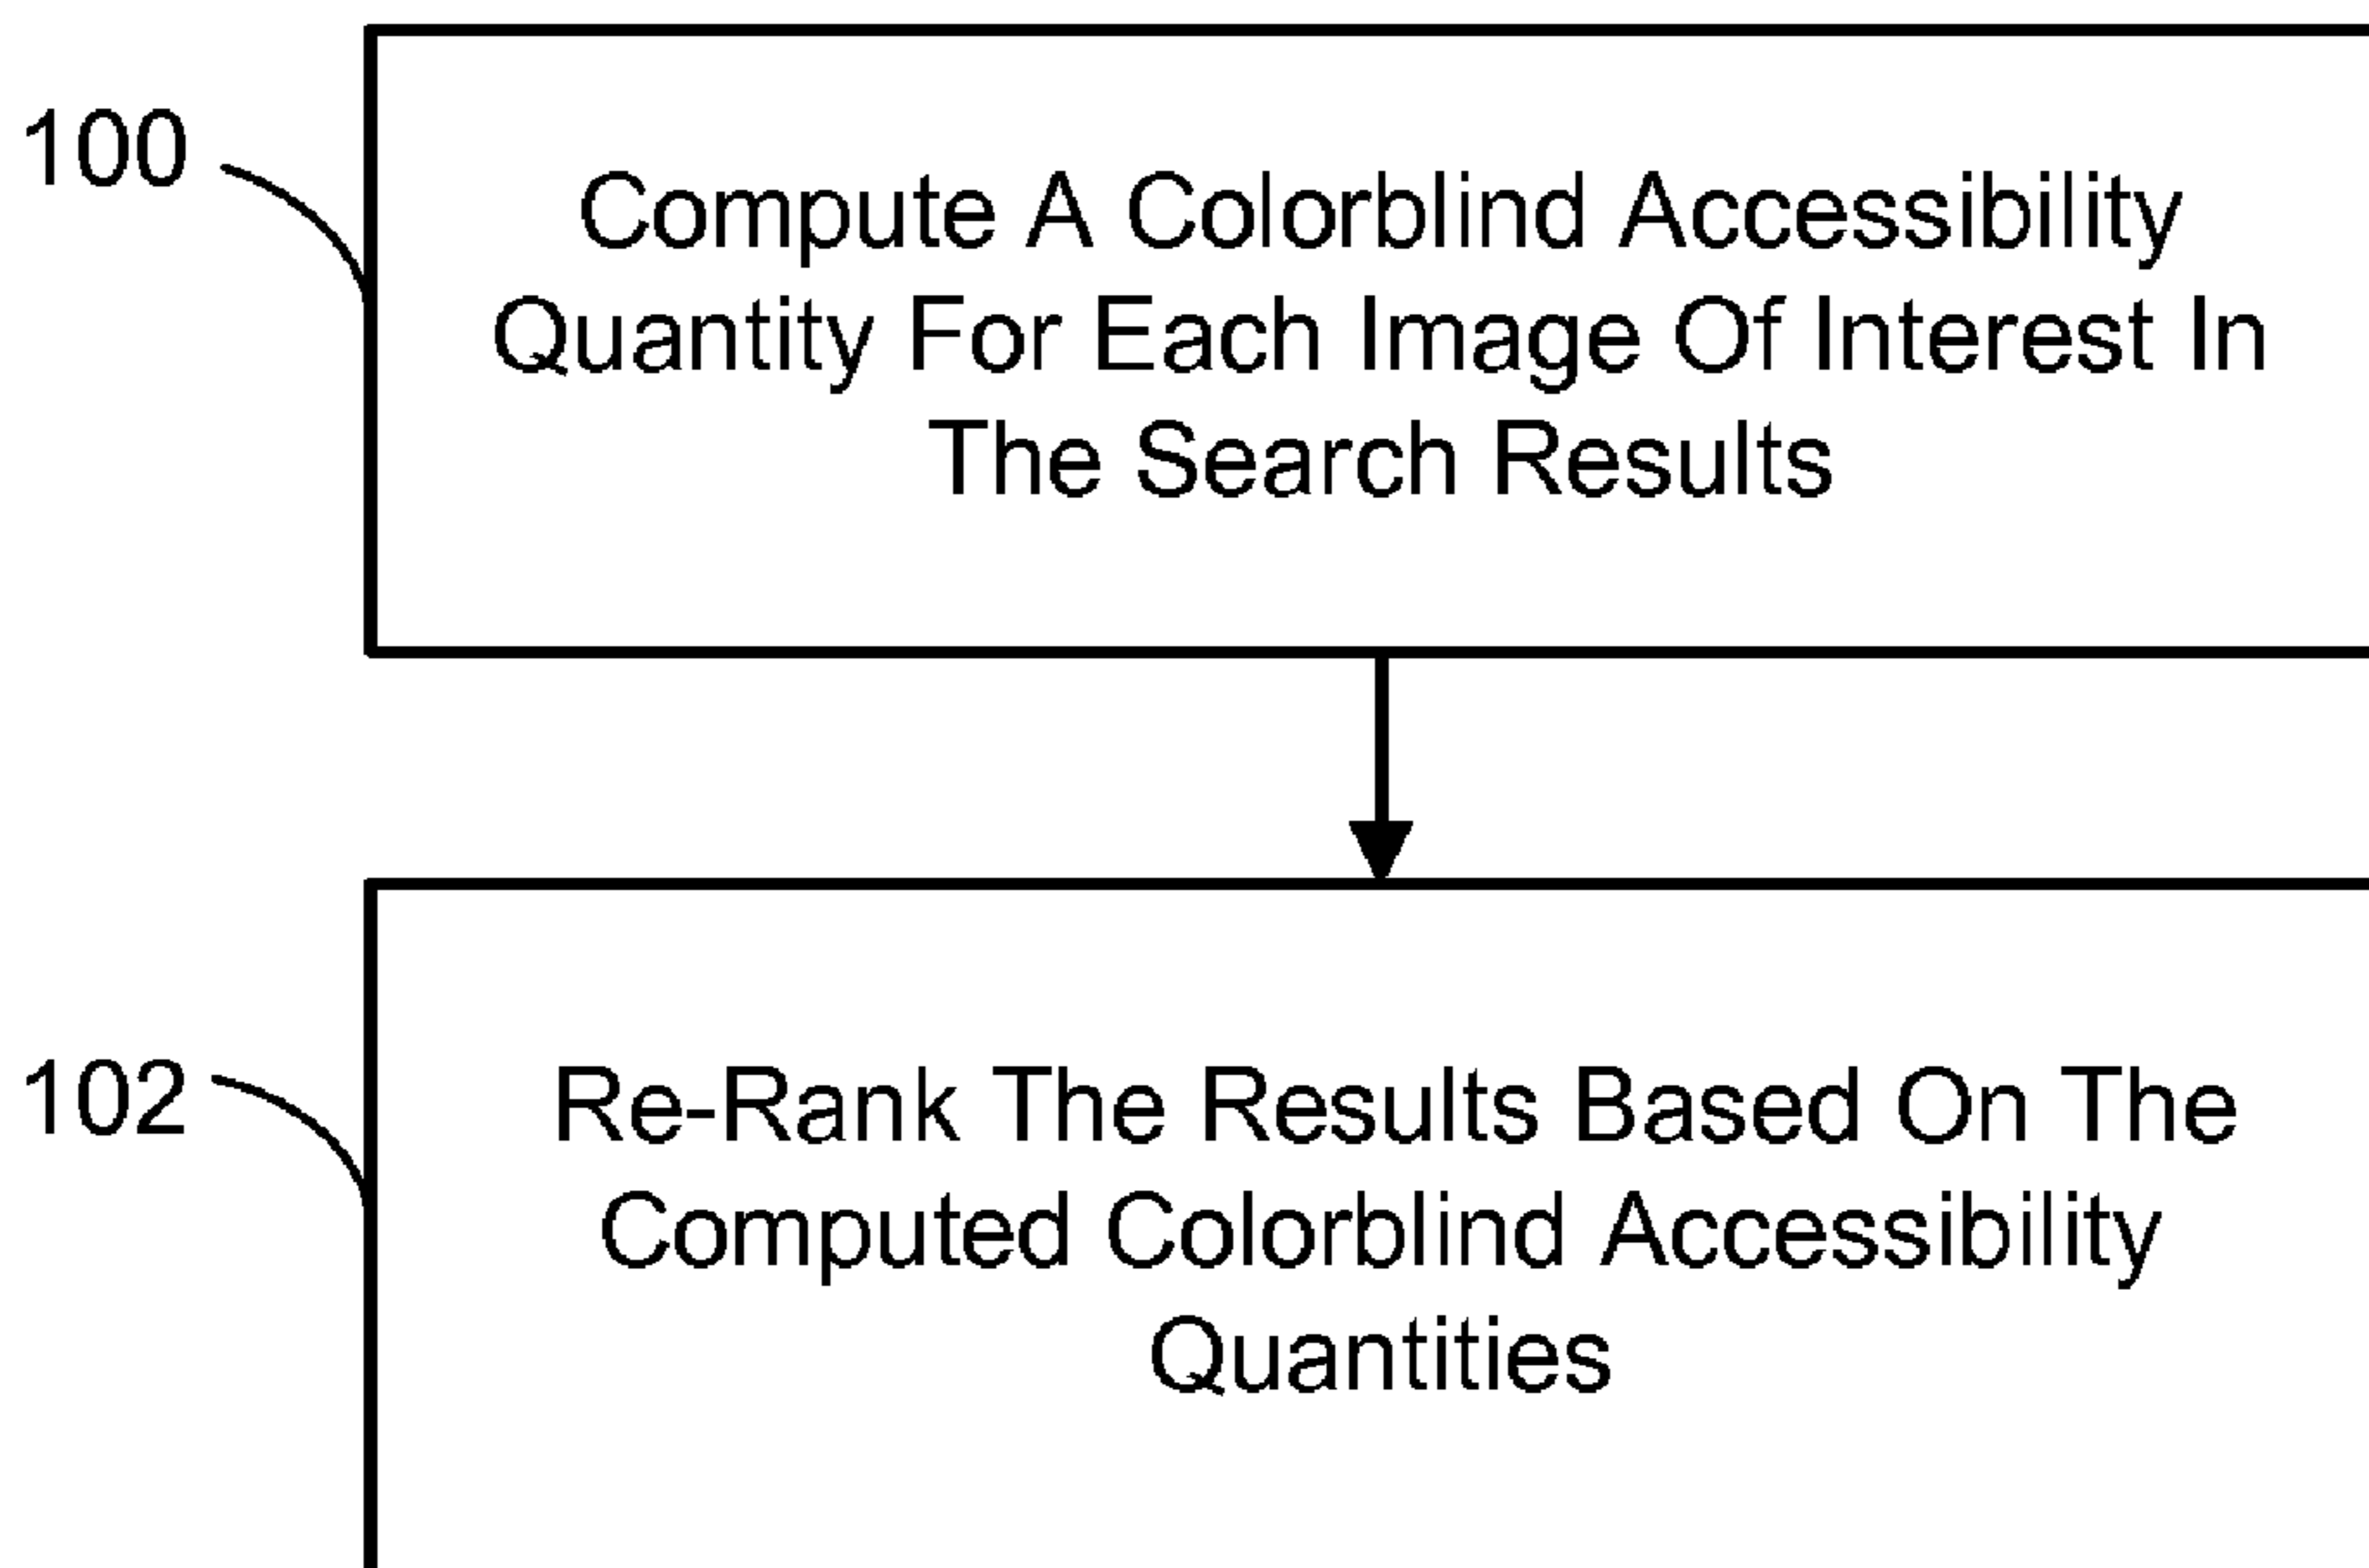 100
Compute A Colorblind Accessibility
Quantity For Each Image Of Interest In
The Search Results
102
Re-Rank The Results Based On The
Computed Colorblind Accessibility
Quantities